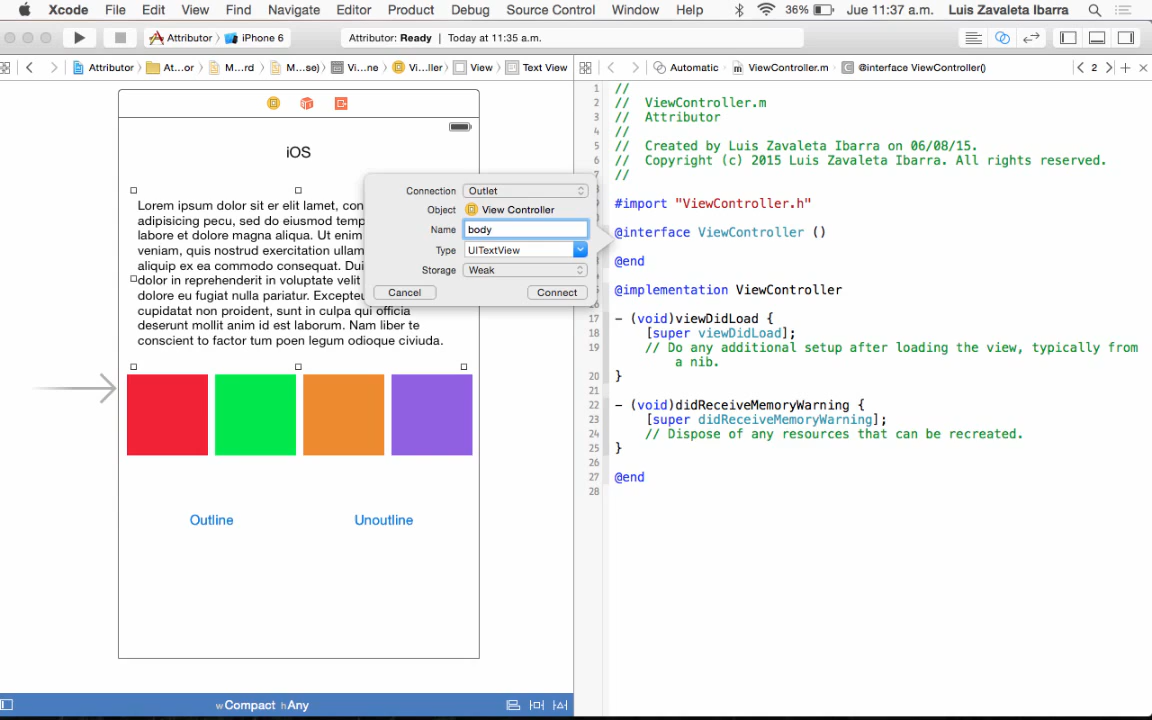 Xcode File Edit View Find Navigate Editor Product Debug Source Control Window Help 36% Jue 11:37 a.m. Luis Zavaleta Ibarra
Attributor iPhone 6 Attributor: Ready | Today at 11:35 a.m.
Attributor At...or M...rd M...se) Vi...ne Vi...ller View Text View
Automatic ViewController.m @interface ViewController() 2
iOS
Lorem ipsum dolor sit er elit lamet, con
adipisicing pecu, sed do eiusmod temp
labore et dolore magna aliqua. Ut enim
veniam, quis nostrud exercitation ullam
aliquip ex ea commodo consequat. Dui
dolor in reprehenderit in voluptate velit
dolore eu fugiat nulla pariatur. Excepteu
cupidatat non proident, sunt in culpa qui officia
deserunt mollit anim id est laborum. Nam liber te
conscient to factor tum poen legum odioque civiuda.
Connection Outlet
Object View Controller
Name body
Type UITextView
Storage Weak
Cancel Connect
Outline Unoutline
wCompact hAny
1 //
2 // ViewController.m
3 // Attributor
4 //
5 // Created by Luis Zavaleta Ibarra on 06/08/15.
6 // Copyright (c) 2015 Luis Zavaleta Ibarra. All rights reserved.
7 //
#import "ViewController.h"
@interface ViewController ()
@end
@implementation ViewController
17 - (void)viewDidLoad {
18 [super viewDidLoad];
19 // Do any additional setup after loading the view, typically from
a nib.
20 }
21
22 - (void)didReceiveMemoryWarning {
23 [super didReceiveMemoryWarning];
24 // Dispose of any resources that can be recreated.
25 }
26
27 @end
28